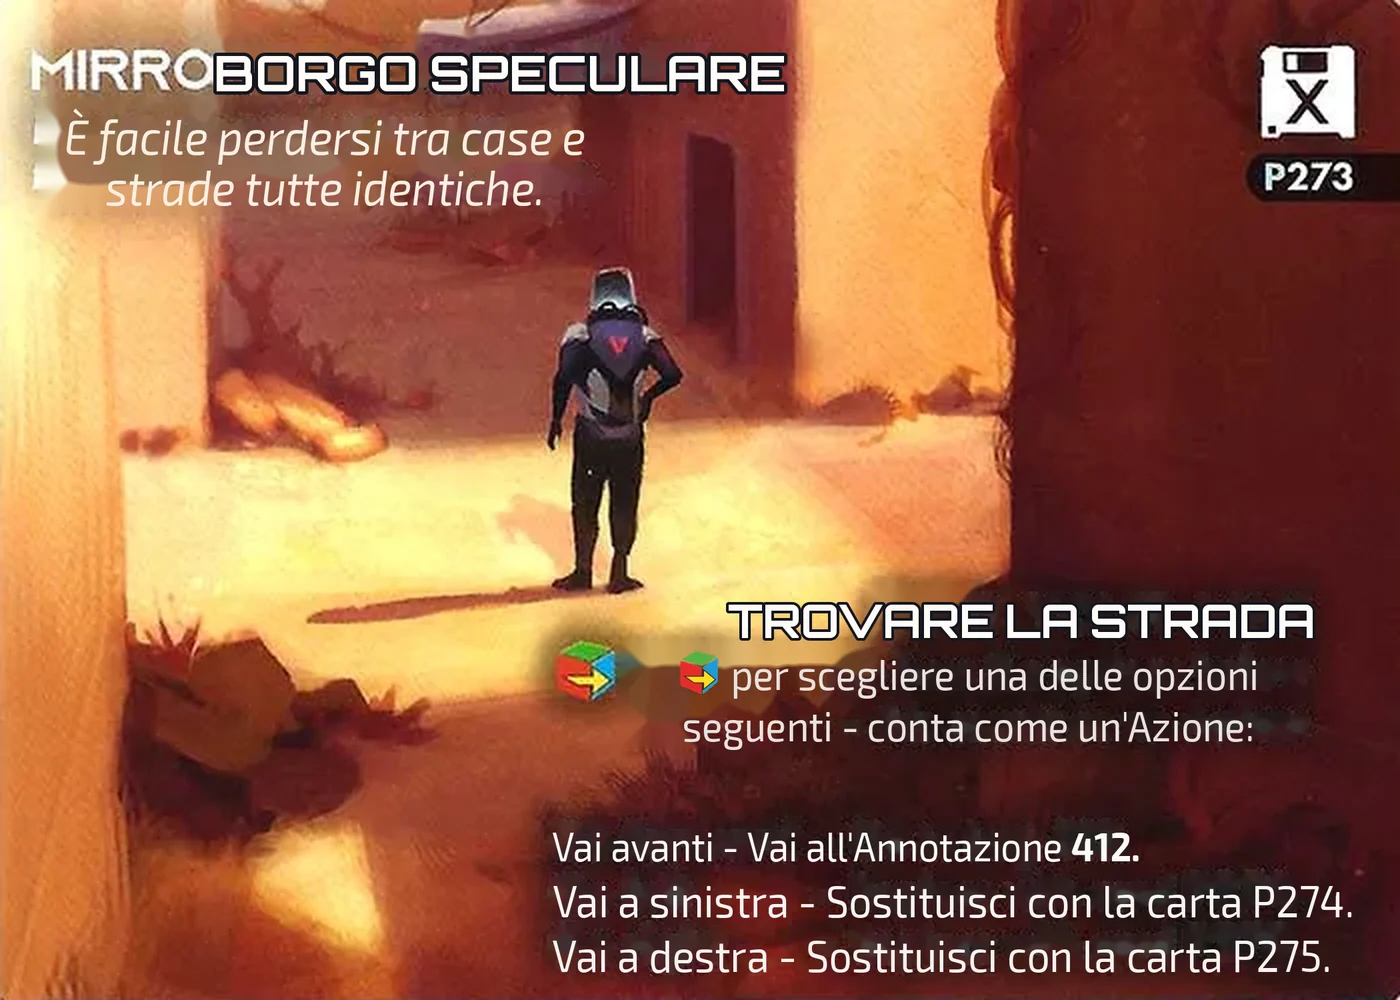 MIRROBORGO SPECULARE
È facile perdersi tra case e
strade tutte identiche.
X
P273
V
TROVARE LA STRADA
per scegliere una delle opzioni
seguenti - conta come un'Azione:
Vai avanti - Vai all'Annotazione 412.
Vai a sinistra - Sostituisci con la carta P274.
Vai a destra - Sostituisci con la carta P275.